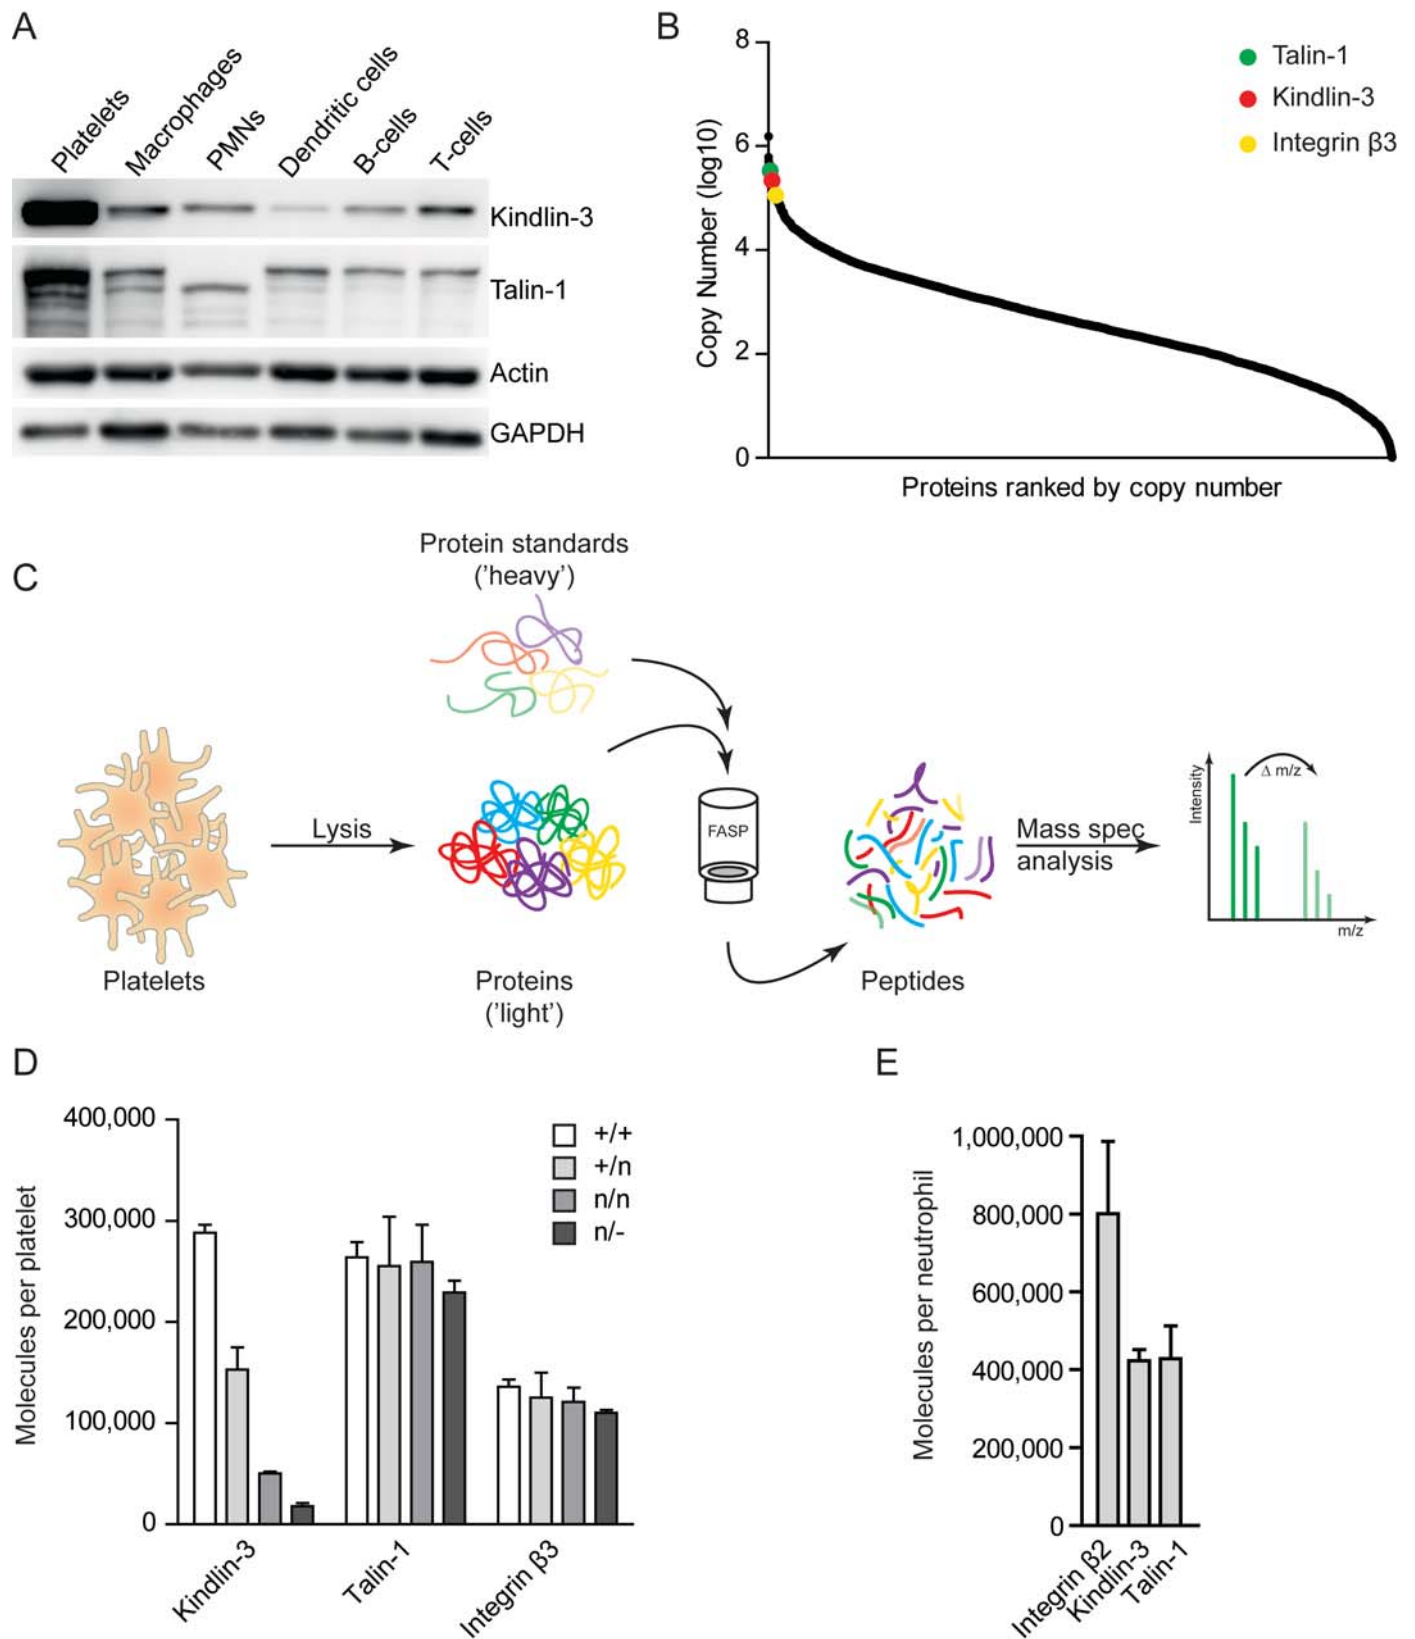 A
Platelets
Macrophages
PMNs
Dendritic cells
B-cells
T-cells
Kindlin-3
Talin-1
Actin
GAPDH
B
8
6
4
2
0
Copy Number (log10)
Proteins ranked by copy number
Talin-1
Kindlin-3
Integrin β3
C
Protein standards
('heavy')
Lysis
FASP
Mass spec
analysis
Intensity
Δ m/z
m/z
Platelets
Proteins
('light')
Peptides
D
400,000
300,000
200,000
100,000
0
Molecules per platelet
+/+
+/n
n/n
n/-
Kindlin-3
Talin-1
Integrin β3
E
1,000,000
800,000
600,000
400,000
200,000
0
Molecules per neutrophil
Integrin β2
Kindlin-3
Talin-1